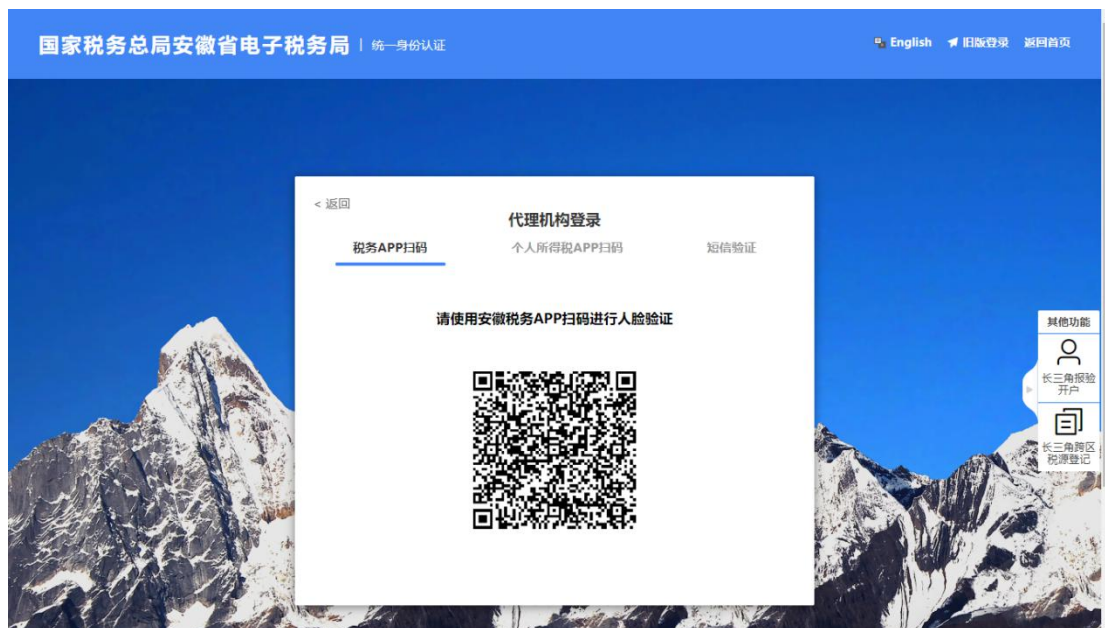 国家税务总局安徽省电子税务局 | 统一身份认证
English 旧版登录 返回首页
< 返回
代理机构登录
税务APP扫码 个人所得税APP扫码 短信验证
请使用安徽税务APP扫码进行人脸验证
其他功能
长三角报验
开户
长三角跨区
税源登记